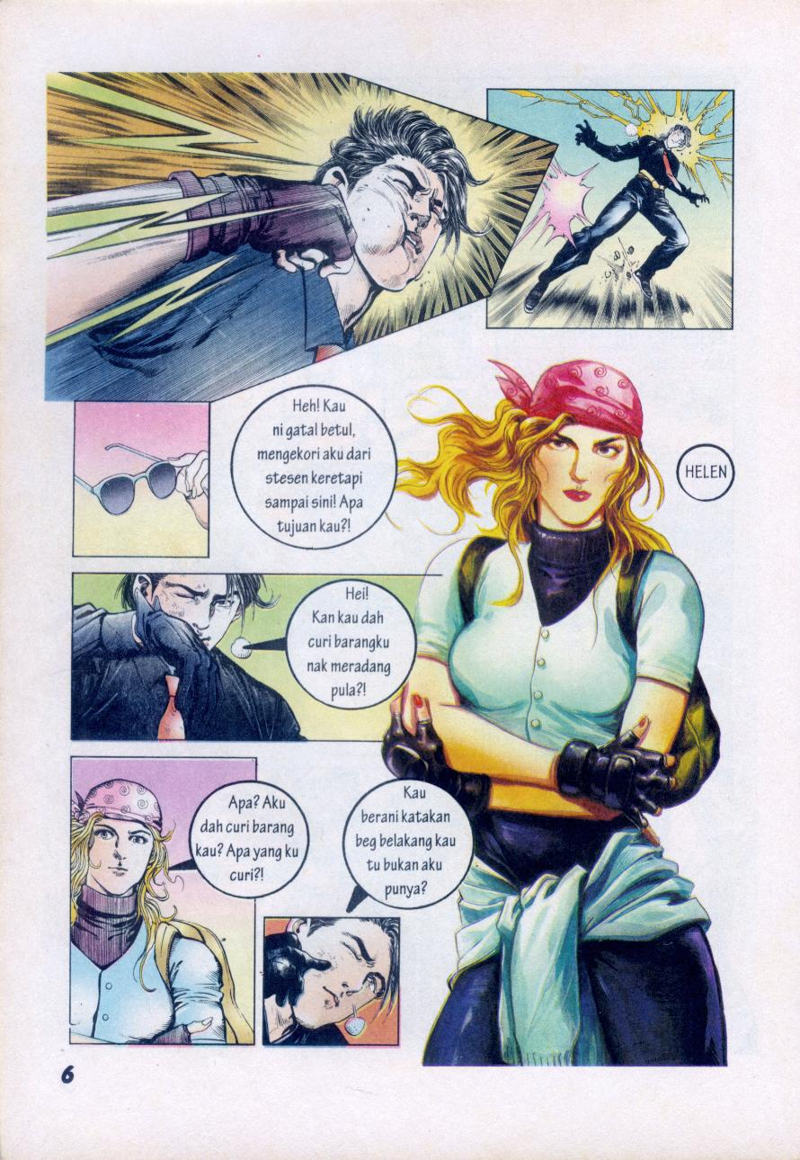 Heh! Kau
ni gatal betul,
mengekori aku dari
stesen keretapi
sampai sini! Apa
tujuan kau?!
HELEN
Hei!
Kan kau dah
curi barangku
nak meradang
pula?!
Apa? Aku
dah curi barang
kau? Apa yang ku
curi?!
Kau
berani katakan
beg belakang kau
tu bukan aku
punya?
6